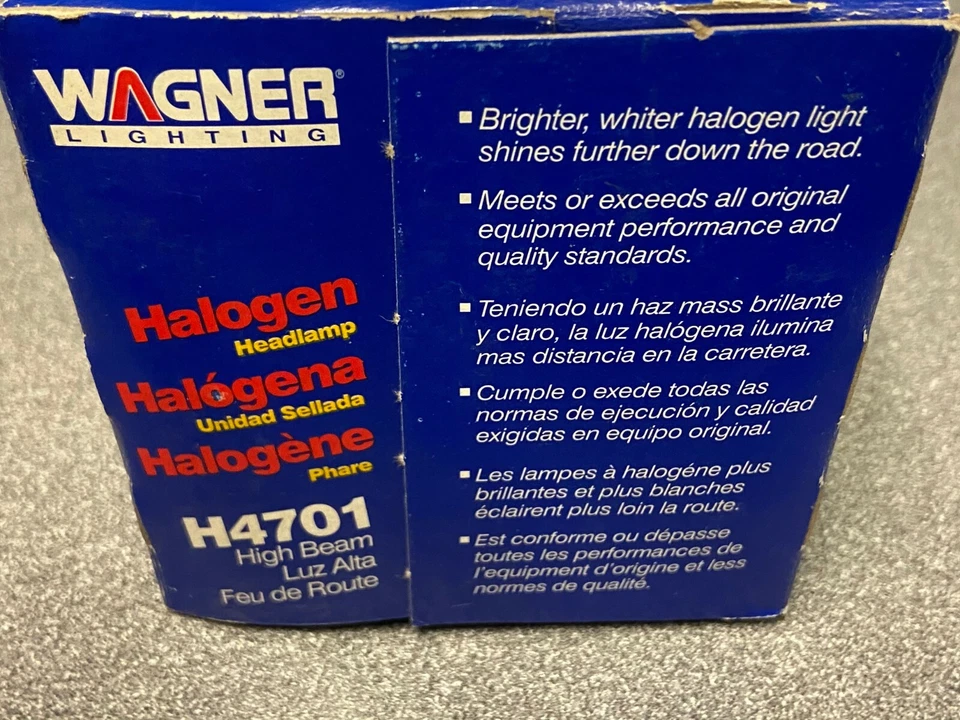 WAGNER®
LIGHTING
Halogen
Headlamp
Halógena
Unidad Sellada
Halogène
Phare
H4701
High Beam
Luz Alta
Feu de Route
Brighter, whiter halogen light
shines further down the road.
Meets or exceeds all original
equipment performance and
quality standards.
Teniendo un haz mass brillante
y claro, la luz halógena ilumina
mas distancia en la carretera.
Cumple o exede todas las
normas de ejecución y calidad
exigidas en equipo original.
Les lampes à halogéne plus
brillantes et plus blanches
éclairent plus loin la route.
Est conforme ou dépasse
toutes les performances de
l'equipment d'origine et less
normes de qualité.